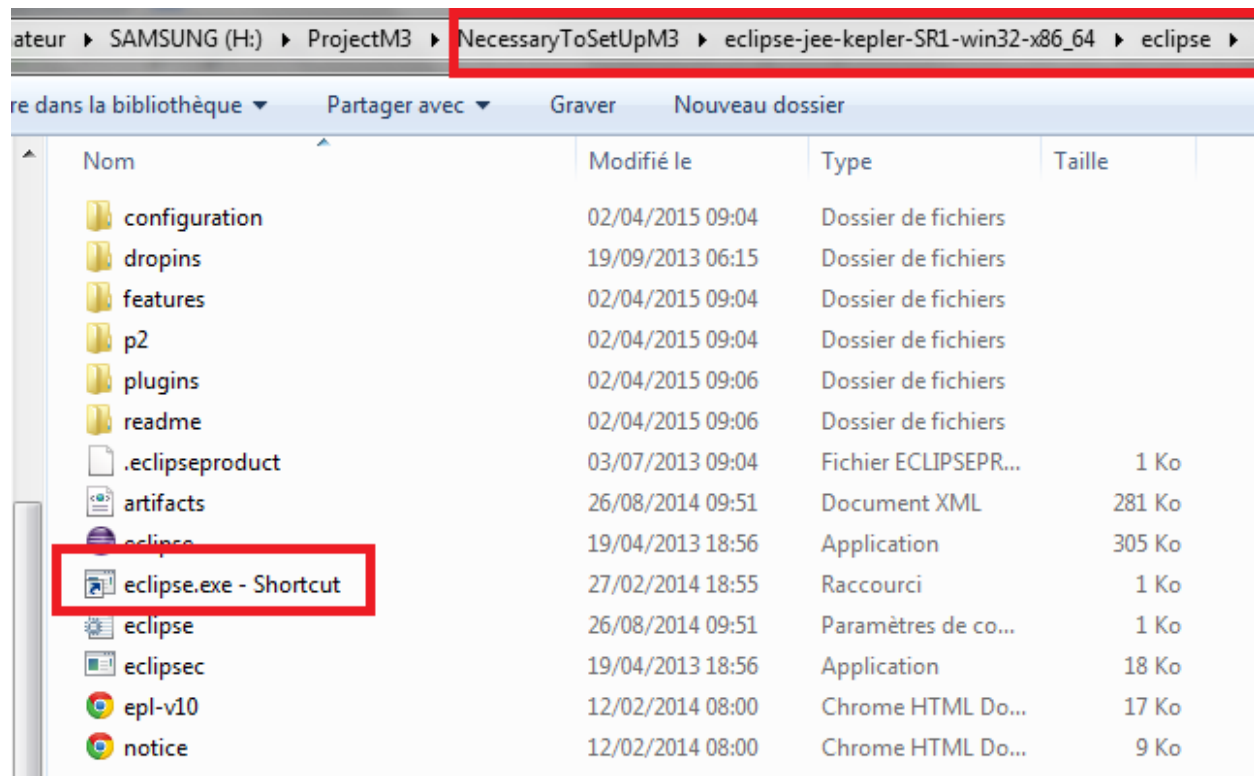 ateur ▸ SAMSUNG (H:) ▸ ProjectM3 ▸ NecessaryToSetUpM3 ▸ eclipse-jee-kepler-SR1-win32-x86_64 ▸ eclipse ▸
re dans la bibliothèque ▾ Partager avec ▾ Graver Nouveau dossier
Nom Modifié le Type Taille
configuration 02/04/2015 09:04 Dossier de fichiers
dropins 19/09/2013 06:15 Dossier de fichiers
features 02/04/2015 09:04 Dossier de fichiers
p2 02/04/2015 09:04 Dossier de fichiers
plugins 02/04/2015 09:06 Dossier de fichiers
readme 02/04/2015 09:06 Dossier de fichiers
.eclipseproduct 03/07/2013 09:04 Fichier ECLIPSEPR... 1 Ko
artifacts 26/08/2014 09:51 Document XML 281 Ko
eclipse 19/04/2013 18:56 Application 305 Ko
eclipse.exe - Shortcut 27/02/2014 18:55 Raccourci 1 Ko
eclipse 26/08/2014 09:51 Paramètres de co... 1 Ko
eclipsec 19/04/2013 18:56 Application 18 Ko
epl-v10 12/02/2014 08:00 Chrome HTML Do... 17 Ko
notice 12/02/2014 08:00 Chrome HTML Do... 9 Ko